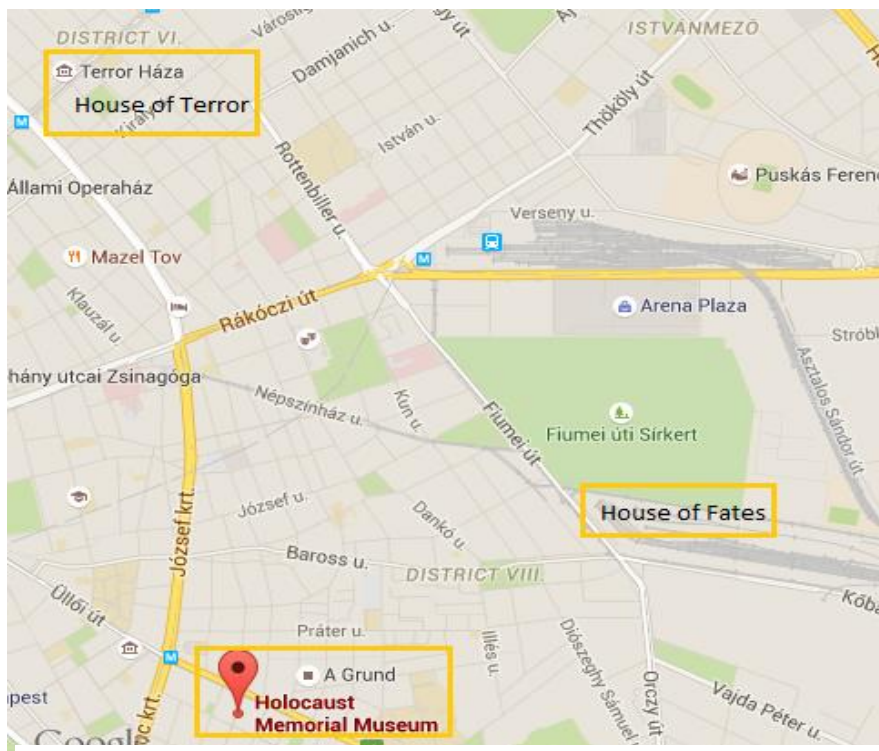 DISTRICT VI.
Damjanich u.
ISTVÁNMEZŐ
Terror Háza
House of Terror
Thököly út
István u.
Rottenbiller u.
Puskás Feren
Állami Operaház
Verseny u.
M
Mazel Tov
M
Klauzál u.
Rákóczi út
Arena Plaza
Stróbl
hány utcai Zsinagóga
Népszínház u.
Kun u.
Fiumei út
Fiumei úti Sírkert
Asztalos Sándor út
József krt.
József u.
Dankó u.
House of Fates
Baross u.
DISTRICT VIII.
Üllői út
Kőbá
Práter u.
Illés u.
Diószeghy Sámuel u
Orczy út
M
A Grund
Holocaust
Memorial Museum
Vajda Péter u.
pest
Google